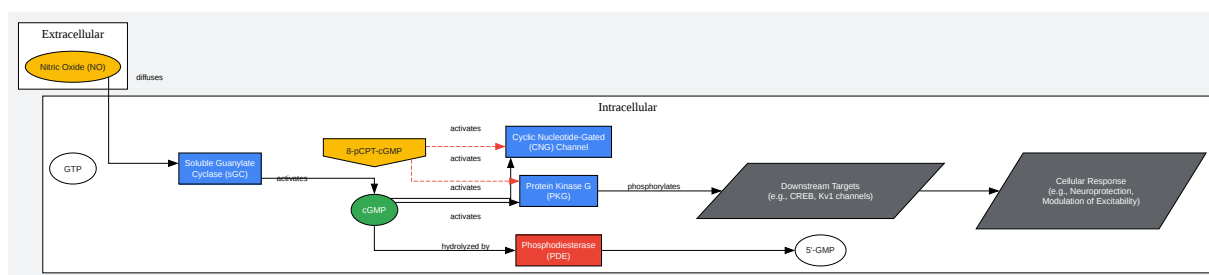 Extracellular
Nitric Oxide (NO)
diffuses
Intracellular
GTP
Soluble Guanylate
Cyclase (sGC)
activates
8-pCPT-cGMP
cGMP
activates
activates
activates
activates
hydrolyzed by
Cyclic Nucleotide-Gated
(CNG) Channel
Protein Kinase G
(PKG)
Phosphodiesterase
(PDE)
phosphorylates
Downstream Targets
(e.g., CREB, Kv1 channels)
5'-GMP
Cellular Response
(e.g., Neuroprotection,
Modulation of Excitability)